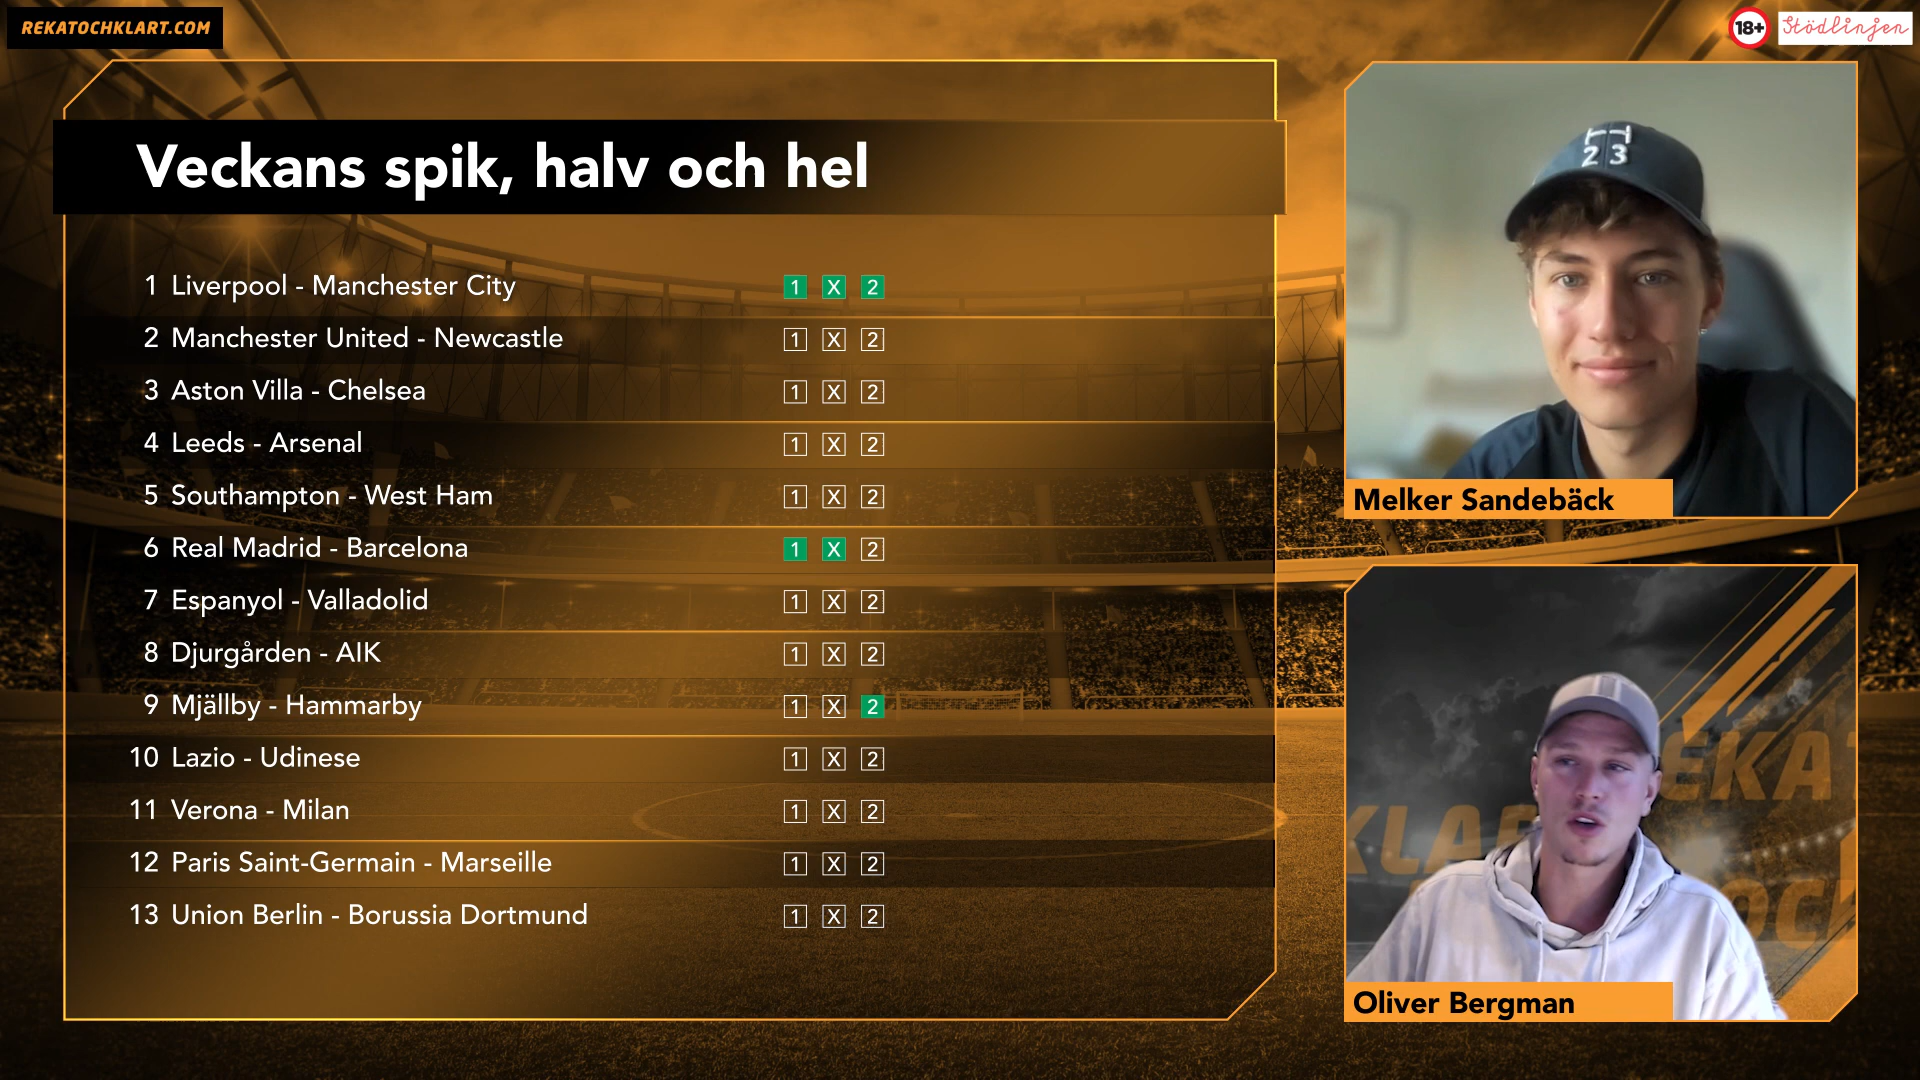 REKATOCHKLART.COM
18+ Stödlinjen
Veckans spik, halv och hel
1 Liverpool - Manchester City 1 X 2
2 Manchester United - Newcastle 1 X 2
3 Aston Villa - Chelsea 1 X 2
4 Leeds - Arsenal 1 X 2
5 Southampton - West Ham 1 X 2
6 Real Madrid - Barcelona 1 X 2
7 Espanyol - Valladolid 1 X 2
8 Djurgården - AIK 1 X 2
9 Mjällby - Hammarby 1 X 2
10 Lazio - Udinese 1 X 2
11 Verona - Milan 1 X 2
12 Paris Saint-Germain - Marseille 1 X 2
13 Union Berlin - Borussia Dortmund 1 X 2
2 3
Melker Sandebäck
Oliver Bergman